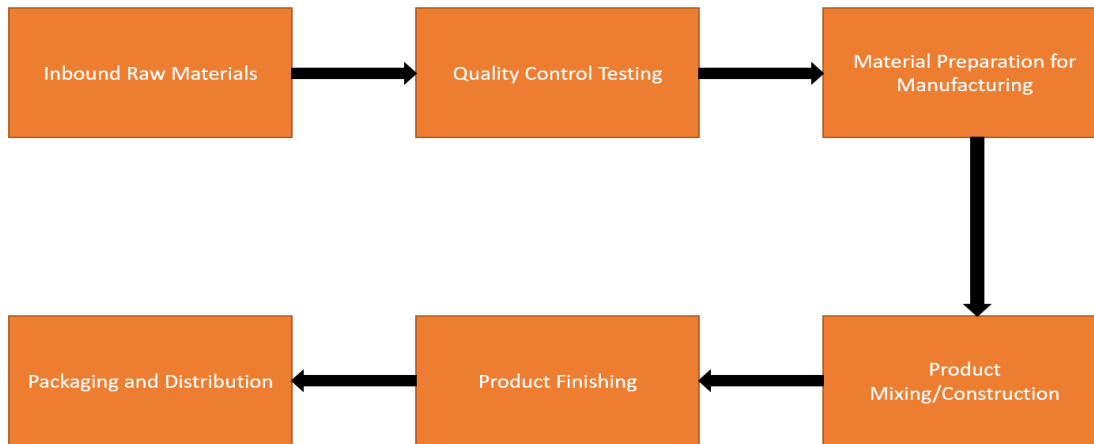 Inbound Raw Materials
Quality Control Testing
Material Preparation for
Manufacturing
Product
Mixing/Construction
Product Finishing
Packaging and Distribution